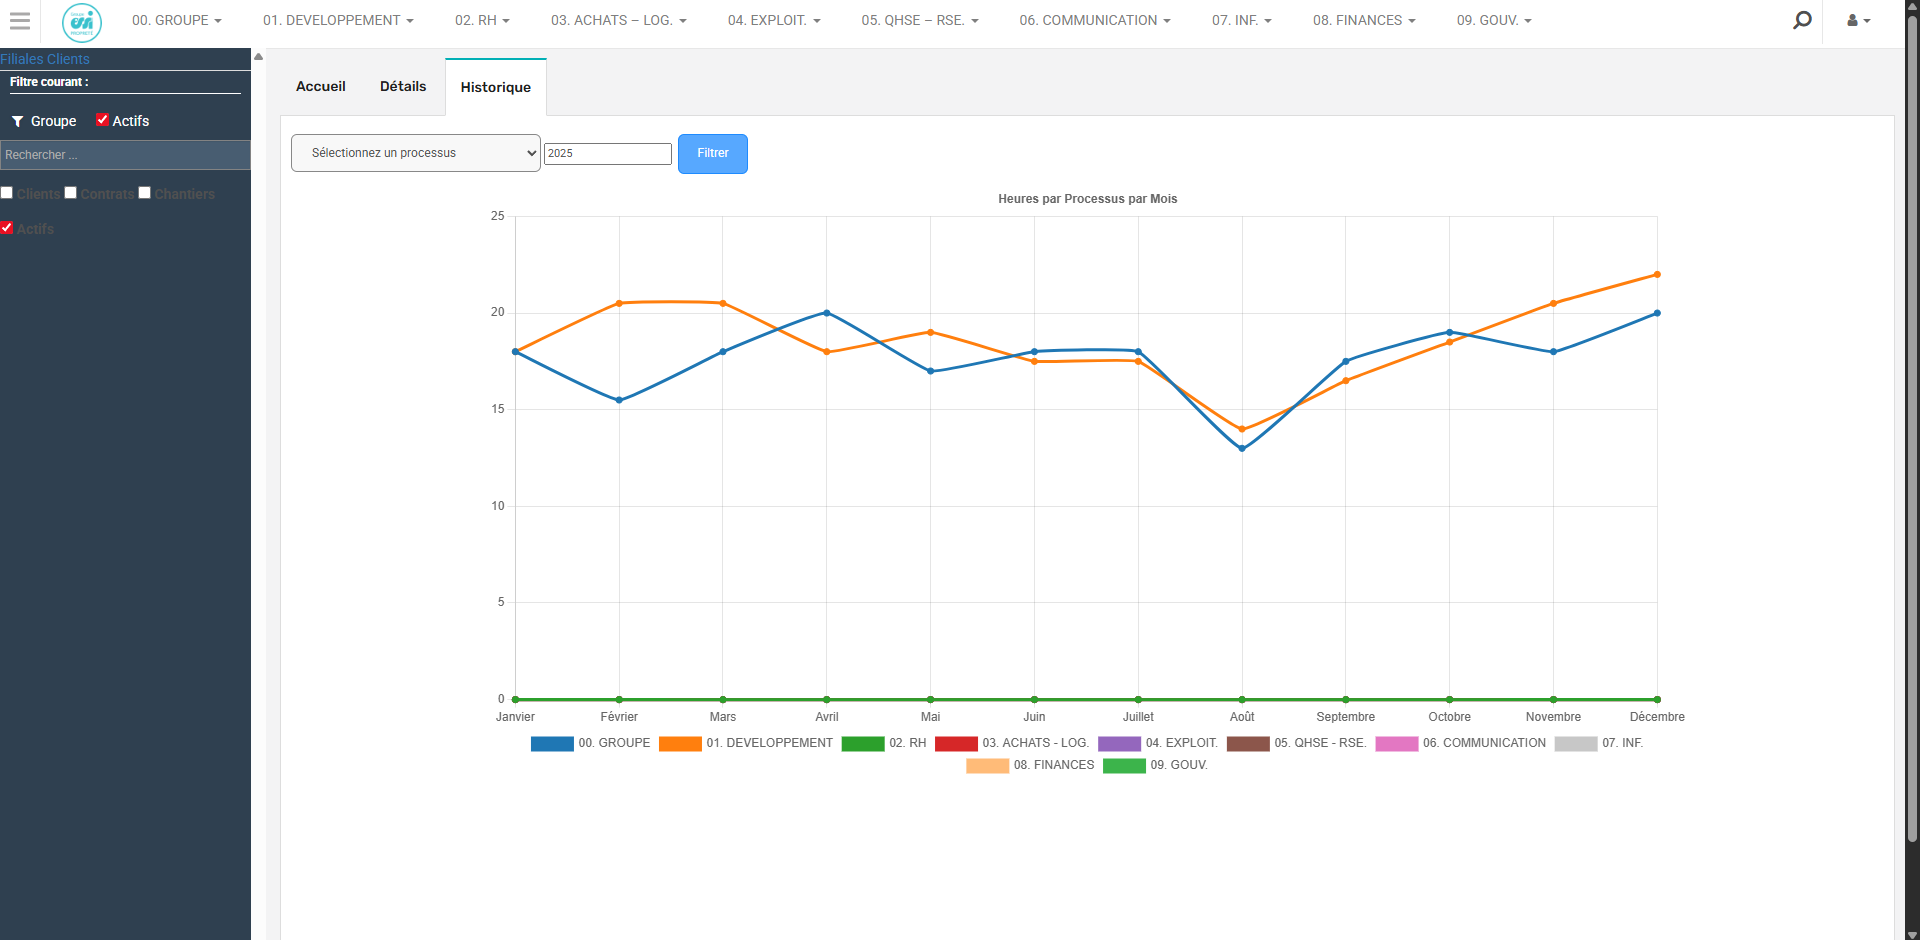 00. GROUPE
01. DEVELOPPEMENT
02. RH
03. ACHATS – LOG.
04. EXPLOIT.
05. QHSE – RSE.
06. COMMUNICATION
07. INF.
08. FINANCES
09. GOUV.
Filiales Clients
Filtre courant :
Groupe Actifs
Rechercher ...
Clients Contrats Chantiers
Actifs
Accueil Détails Historique
Sélectionnez un processus 2025 Filtrer
Heures par Processus par Mois
25
20
15
10
5
0
Janvier Février Mars Avril Mai Juin Juillet Août Septembre Octobre Novembre Décembre
00. GROUPE 01. DEVELOPPEMENT 02. RH 03. ACHATS - LOG. 04. EXPLOIT. 05. QHSE - RSE. 06. COMMUNICATION 07. INF.
08. FINANCES 09. GOUV.